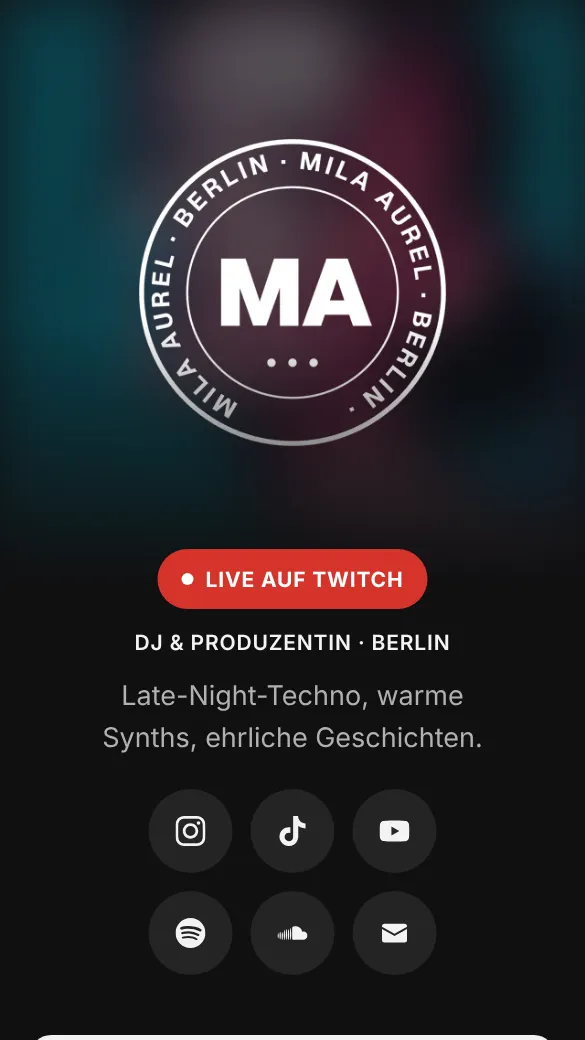 MILA AUREL · BERLIN · MILA AUREL · BERLIN ·
MA
LIVE AUF TWITCH
DJ & PRODUZENTIN · BERLIN
Late-Night-Techno, warme
Synths, ehrliche Geschichten.